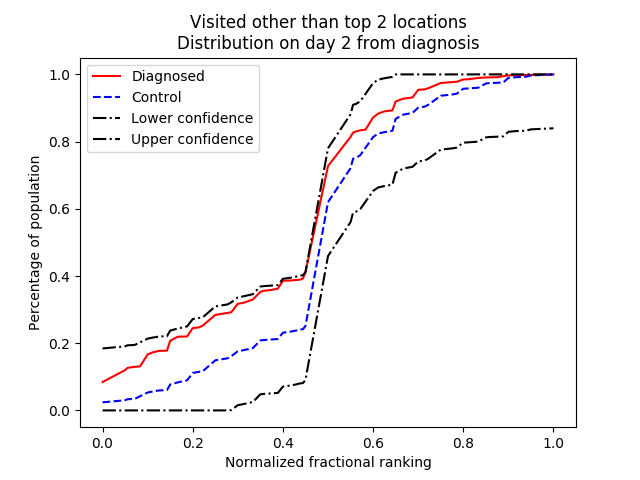 Visited other than top 2 locations
Distribution on day 2 from diagnosis
Diagnosed
Control
Lower confidence
Upper confidence
Percentage of population
1.0
0.8
0.6
0.4
0.2
0.0
0.0 0.2 0.4 0.6 0.8 1.0
Normalized fractional ranking